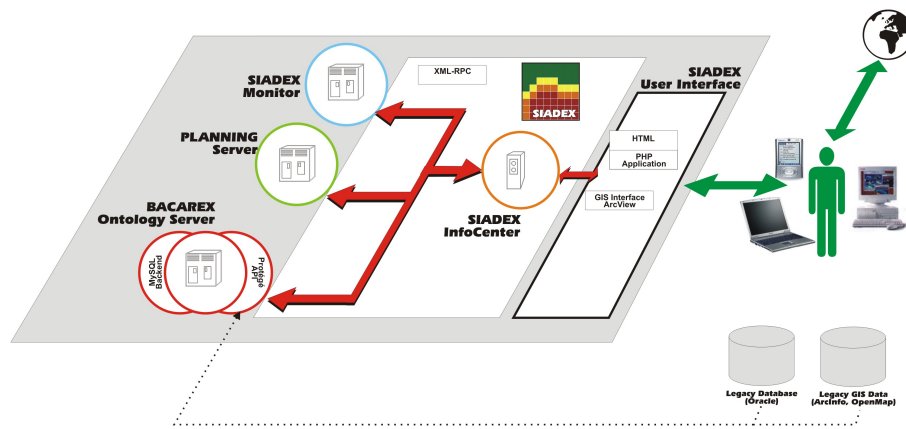 SIADEX
Monitor
XML-RPC
SIADEX
SIADEX
User Interface
PLANNING
Server
HTML
PHP
Application
BACAREX
Ontology Server
GIS Interface
ArcView
SIADEX
InfoCenter
MySQL
Backend
Protégé
API
Legacy Database
(Oracle)
Legacy GIS Data
(ArcInfo, OpenMap)